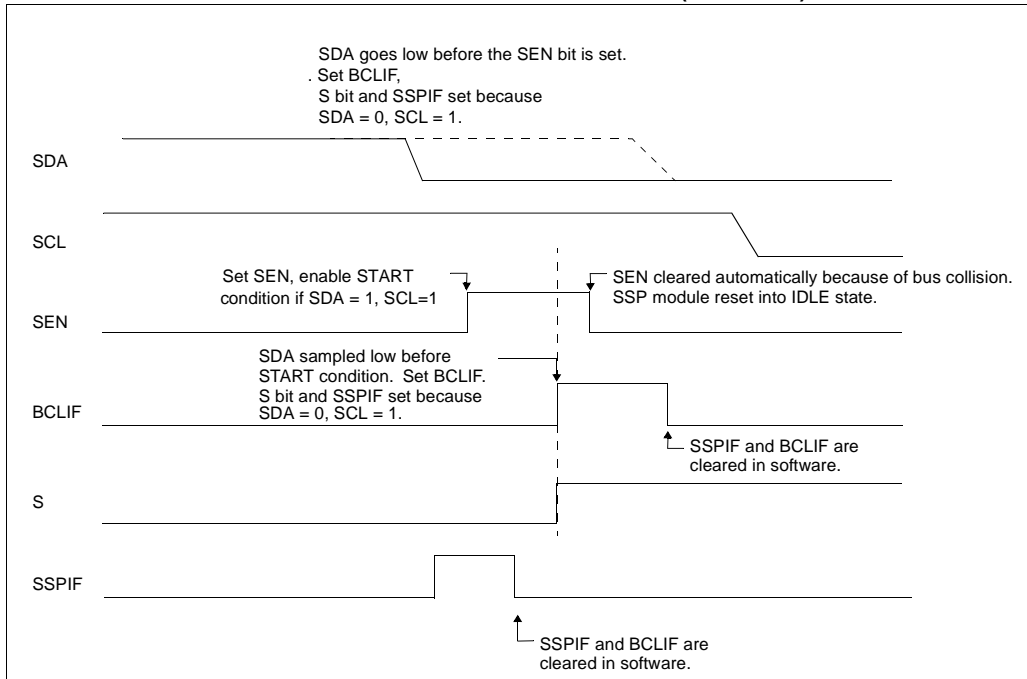 SDA goes low before the SEN bit is set.
. Set BCLIF,
S bit and SSPIF set because
SDA = 0, SCL = 1.
SDA
SCL
Set SEN, enable START
condition if SDA = 1, SCL=1
SEN cleared automatically because of bus collision.
SSP module reset into IDLE state.
SEN
SDA sampled low before
START condition. Set BCLIF.
S bit and SSPIF set because
SDA = 0, SCL = 1.
BCLIF
SSPIF and BCLIF are
cleared in software.
S
SSPIF
SSPIF and BCLIF are
cleared in software.